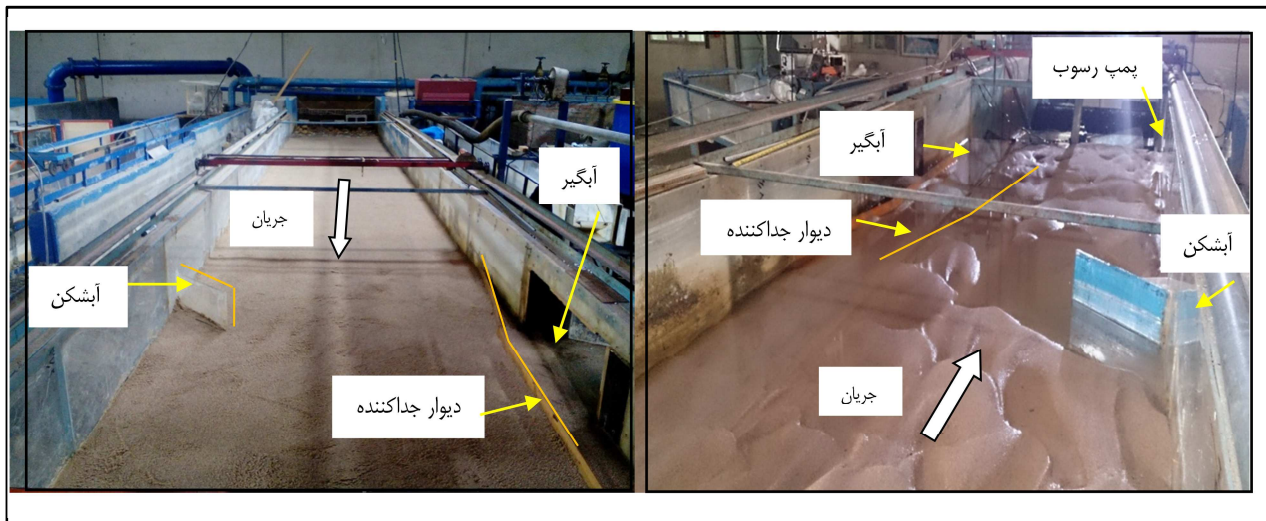 آبگیر
جریان
آبشکن
دیوار جداکننده
پمپ رسوب
آبگیر
دیوار جداکننده
آبشکن
جریان